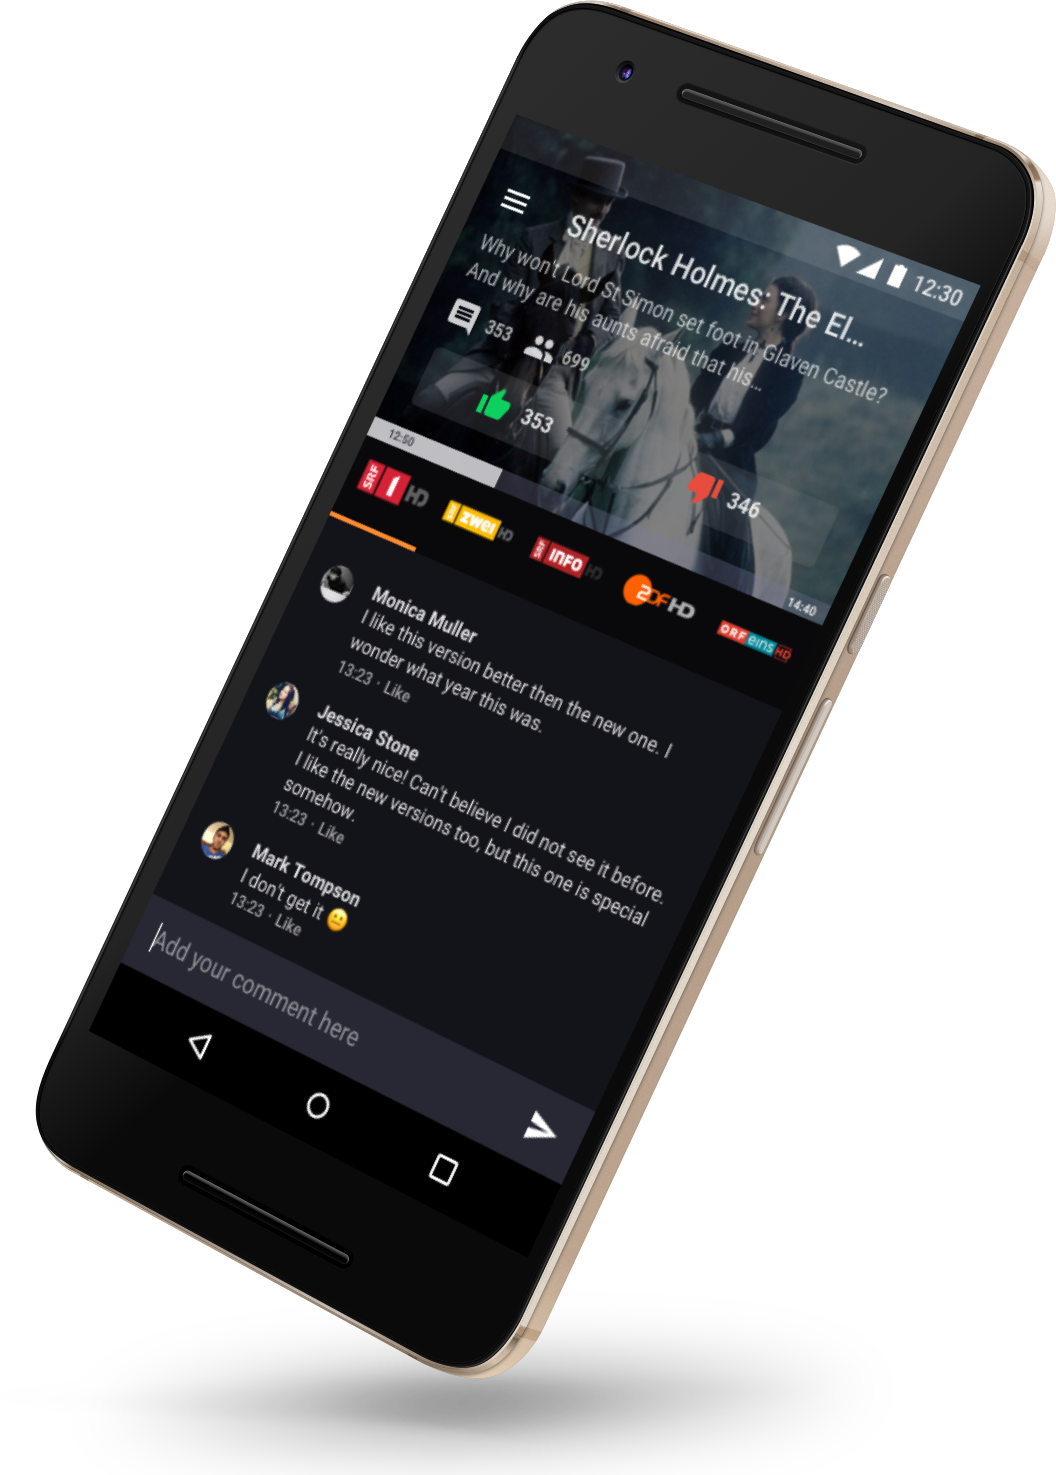 12:30
Sherlock Holmes: The El...
Why won't Lord St Simon set foot in Glaven Castle?
And why are his aunts afraid that his...
353
699
353
346
12:50
14:40
SRF 1 HD
SRF zwei HD
SRF INFO HD
ZDF HD
ORF eins HD
Monica Muller
I like this version better then the new one. I
wonder what year this was.
13:23 · Like
Jessica Stone
It's really nice! Can't believe I did not see it before.
I like the new versions too, but this one is special
somehow.
13:23 · Like
Mark Tompson
I don't get it 😐
13:23 · Like
Add your comment here